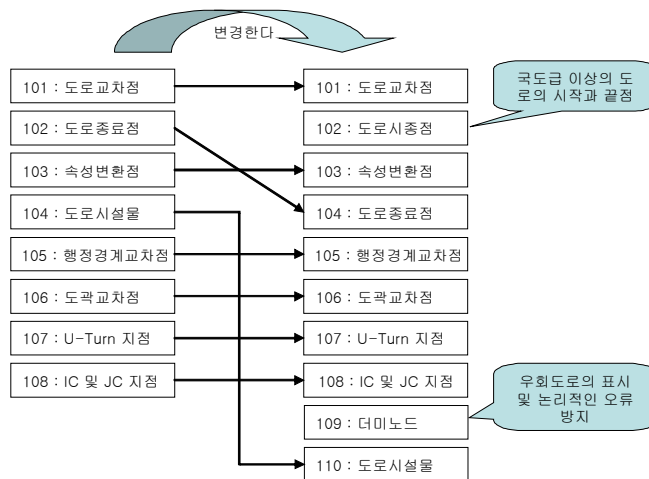 변경한다
101 : 도로교차점
102 : 도로종료점
103 : 속성변환점
104 : 도로시설물
105 : 행정경계교차점
106 : 도곽교차점
107 : U-Turn 지점
108 : IC 및 JC 지점
101 : 도로교차점
102 : 도로시종점
103 : 속성변환점
104 : 도로종료점
105 : 행정경계교차점
106 : 도곽교차점
107 : U-Turn 지점
108 : IC 및 JC 지점
109 : 더미노드
110 : 도로시설물
국도급 이상의 도
로의 시작과 끝점
우회도로의 표시
및 논리적인 오류
방지